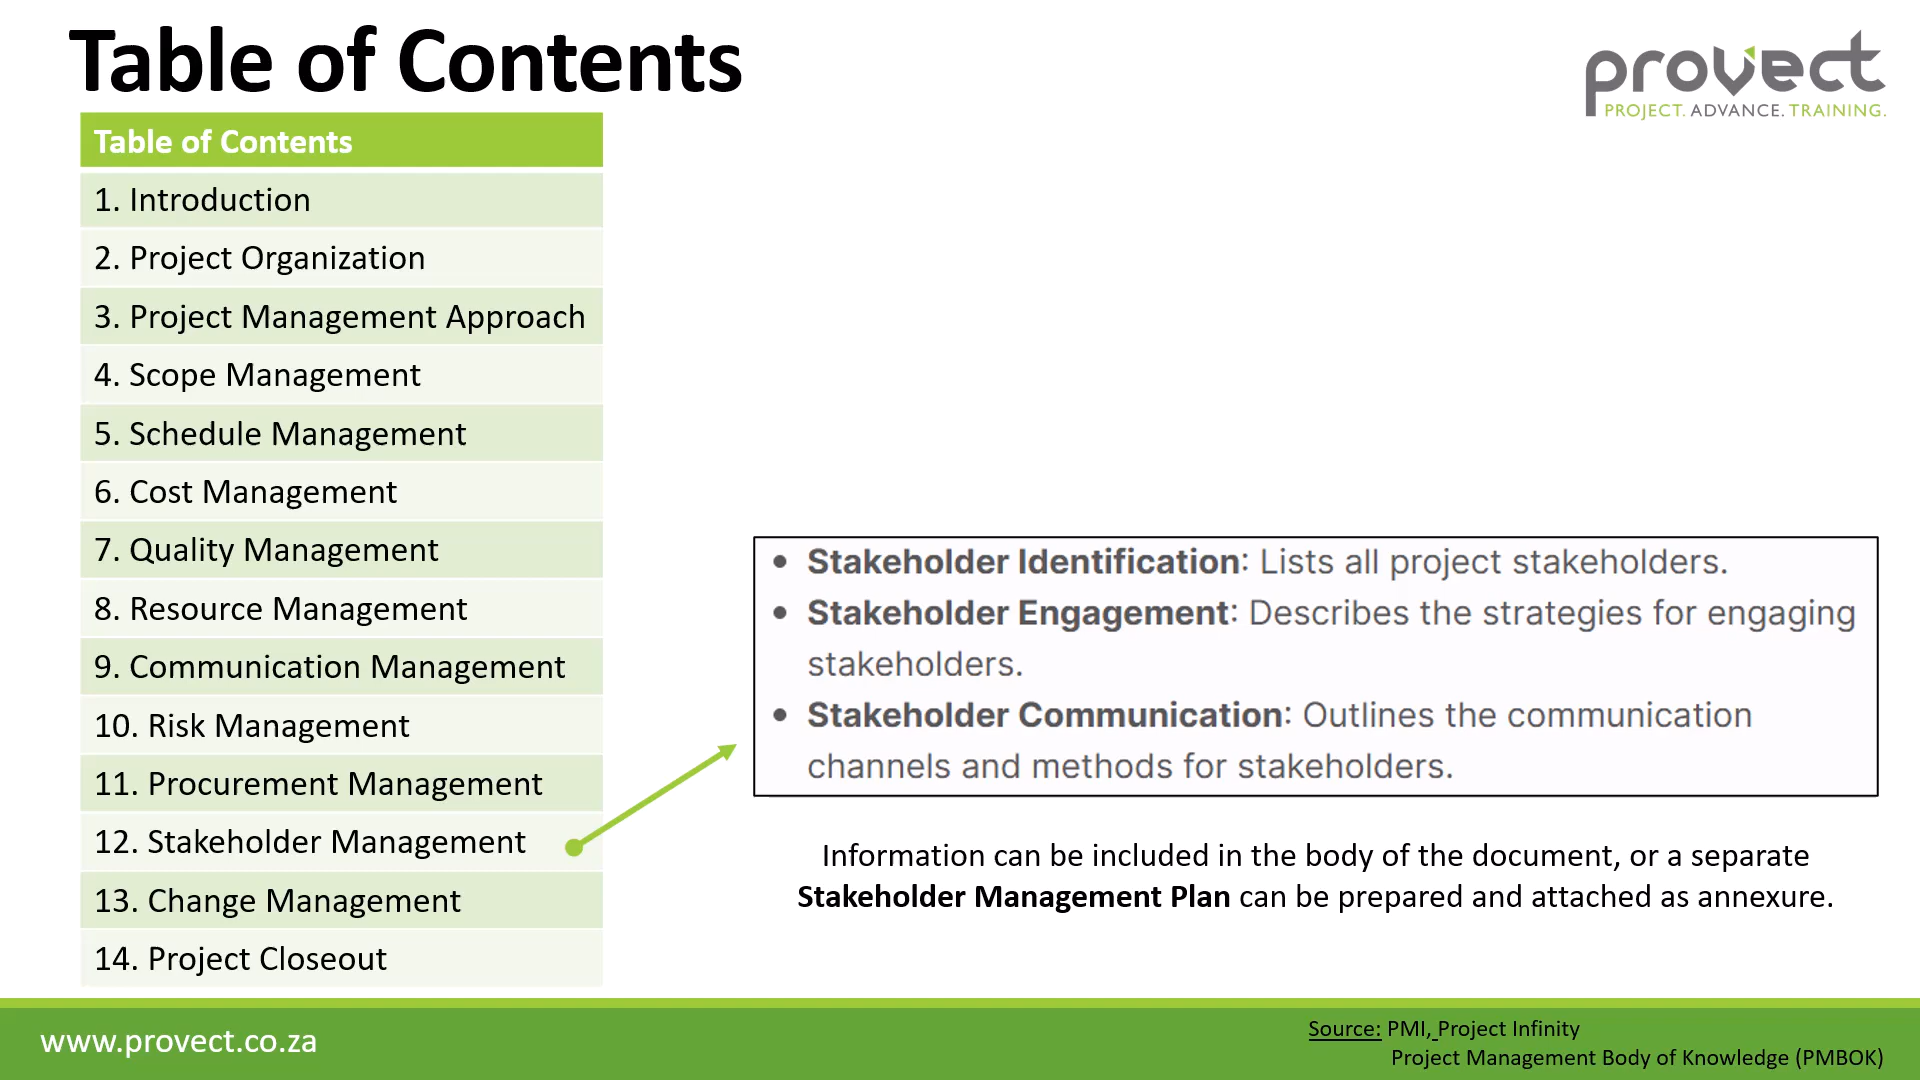 Table of Contents
provect
PROJECT. ADVANCE. TRAINING.
Table of Contents
1. Introduction
2. Project Organization
3. Project Management Approach
4. Scope Management
5. Schedule Management
6. Cost Management
7. Quality Management
8. Resource Management
9. Communication Management
10. Risk Management
11. Procurement Management
12. Stakeholder Management
13. Change Management
14. Project Closeout
• Stakeholder Identification: Lists all project stakeholders.
• Stakeholder Engagement: Describes the strategies for engaging
stakeholders.
• Stakeholder Communication: Outlines the communication
channels and methods for stakeholders.
Information can be included in the body of the document, or a separate
Stakeholder Management Plan can be prepared and attached as annexure.
www.provect.co.za
Source: PMI, Project Infinity
Project Management Body of Knowledge (PMBOK)